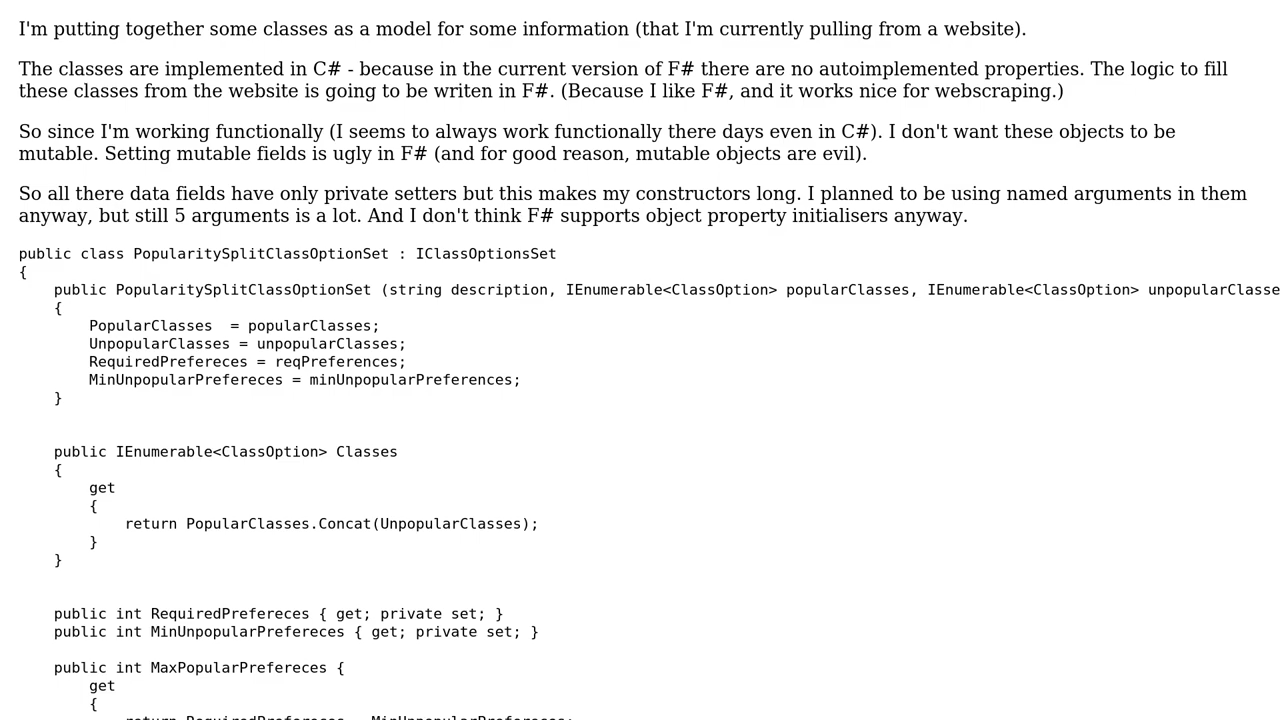 I'm putting together some classes as a model for some information (that I'm currently pulling from a website).
The classes are implemented in C# - because in the current version of F# there are no autoimplemented properties. The logic to fill
these classes from the website is going to be writen in F#. (Because I like F#, and it works nice for webscraping.)
So since I'm working functionally (I seems to always work functionally there days even in C#). I don't want these objects to be
mutable. Setting mutable fields is ugly in F# (and for good reason, mutable objects are evil).
So all there data fields have only private setters but this makes my constructors long. I planned to be using named arguments in them
anyway, but still 5 arguments is a lot. And I don't think F# supports object property initialisers anyway.
public class PopularitySplitClassOptionSet : IClassOptionsSet
{
    public PopularitySplitClassOptionSet (string description, IEnumerable<ClassOption> popularClasses, IEnumerable<ClassOption> unpopularClasse
    {
        PopularClasses  = popularClasses;
        UnpopularClasses = unpopularClasses;
        RequiredPrefereces = reqPreferences;
        MinUnpopularPrefereces = minUnpopularPreferences;
    }
    public IEnumerable<ClassOption> Classes
    {
        get
        {
            return PopularClasses.Concat(UnpopularClasses);
        }
    }
    public int RequiredPrefereces { get; private set; }
    public int MinUnpopularPrefereces { get; private set; }
    public int MaxPopularPrefereces {
        get
        {
            return RequiredPrefereces - MinUnpopularPrefereces;